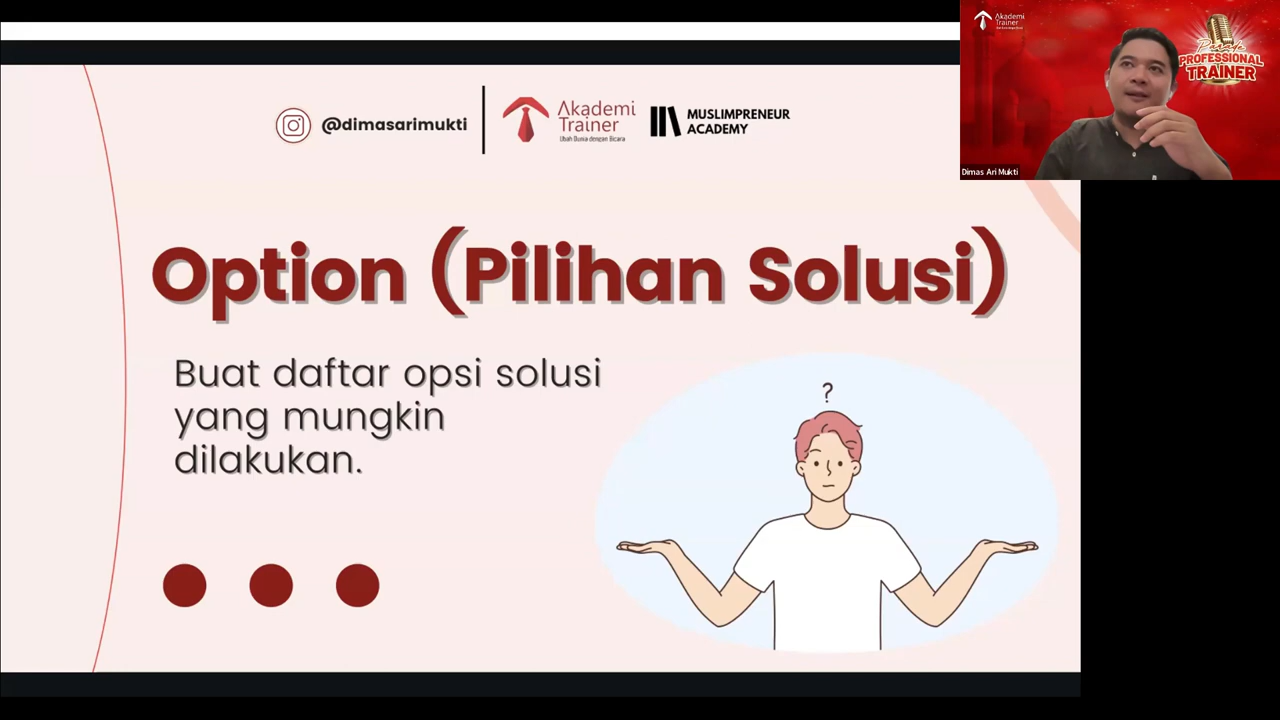 @dimasarimukti
Akademi
Trainer
Ubah Dunia dengan Bicara
MUSLIMPRENEUR
ACADEMY
Option (Pilihan Solusi)
Buat daftar opsi solusi
yang mungkin
dilakukan.
?
Akademi
Trainer
PROFESSIONAL
TRAINER
Dimas Ari Mukti